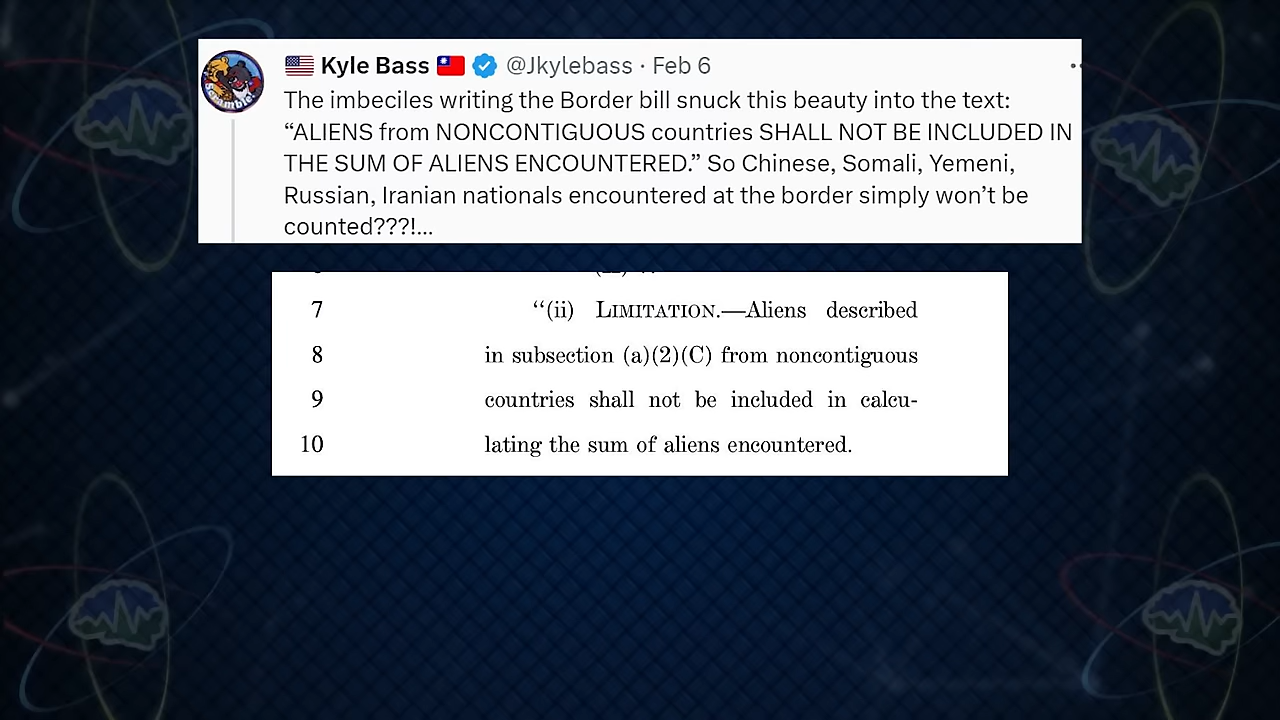 Kyle Bass @Jkylebass · Feb 6
The imbeciles writing the Border bill snuck this beauty into the text:
“ALIENS from NONCONTIGUOUS countries SHALL NOT BE INCLUDED IN
THE SUM OF ALIENS ENCOUNTERED.” So Chinese, Somali, Yemeni,
Russian, Iranian nationals encountered at the border simply won’t be
counted???!...
7 “(ii) LIMITATION.—Aliens described
8 in subsection (a)(2)(C) from noncontiguous
9 countries shall not be included in calcu-
10 lating the sum of aliens encountered.